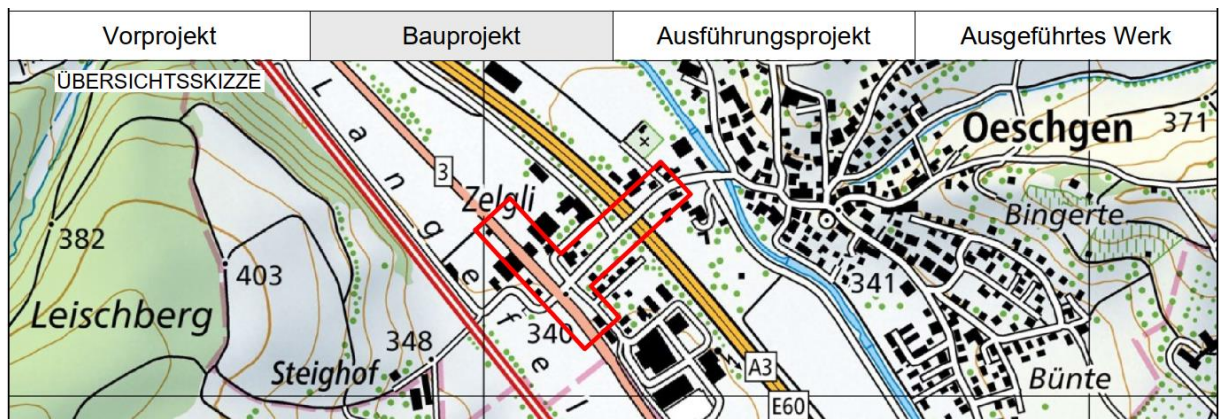 Vorprojekt
Bauprojekt
Ausführungsprojekt
Ausgeführtes Werk
ÜBERSICHTSSKIZZE
Oeschgen
371
3
Zelgli
Langgefel
382
403
Bingerte
341
Leischberg
348
340
Steighof
A3
Bünte
E60